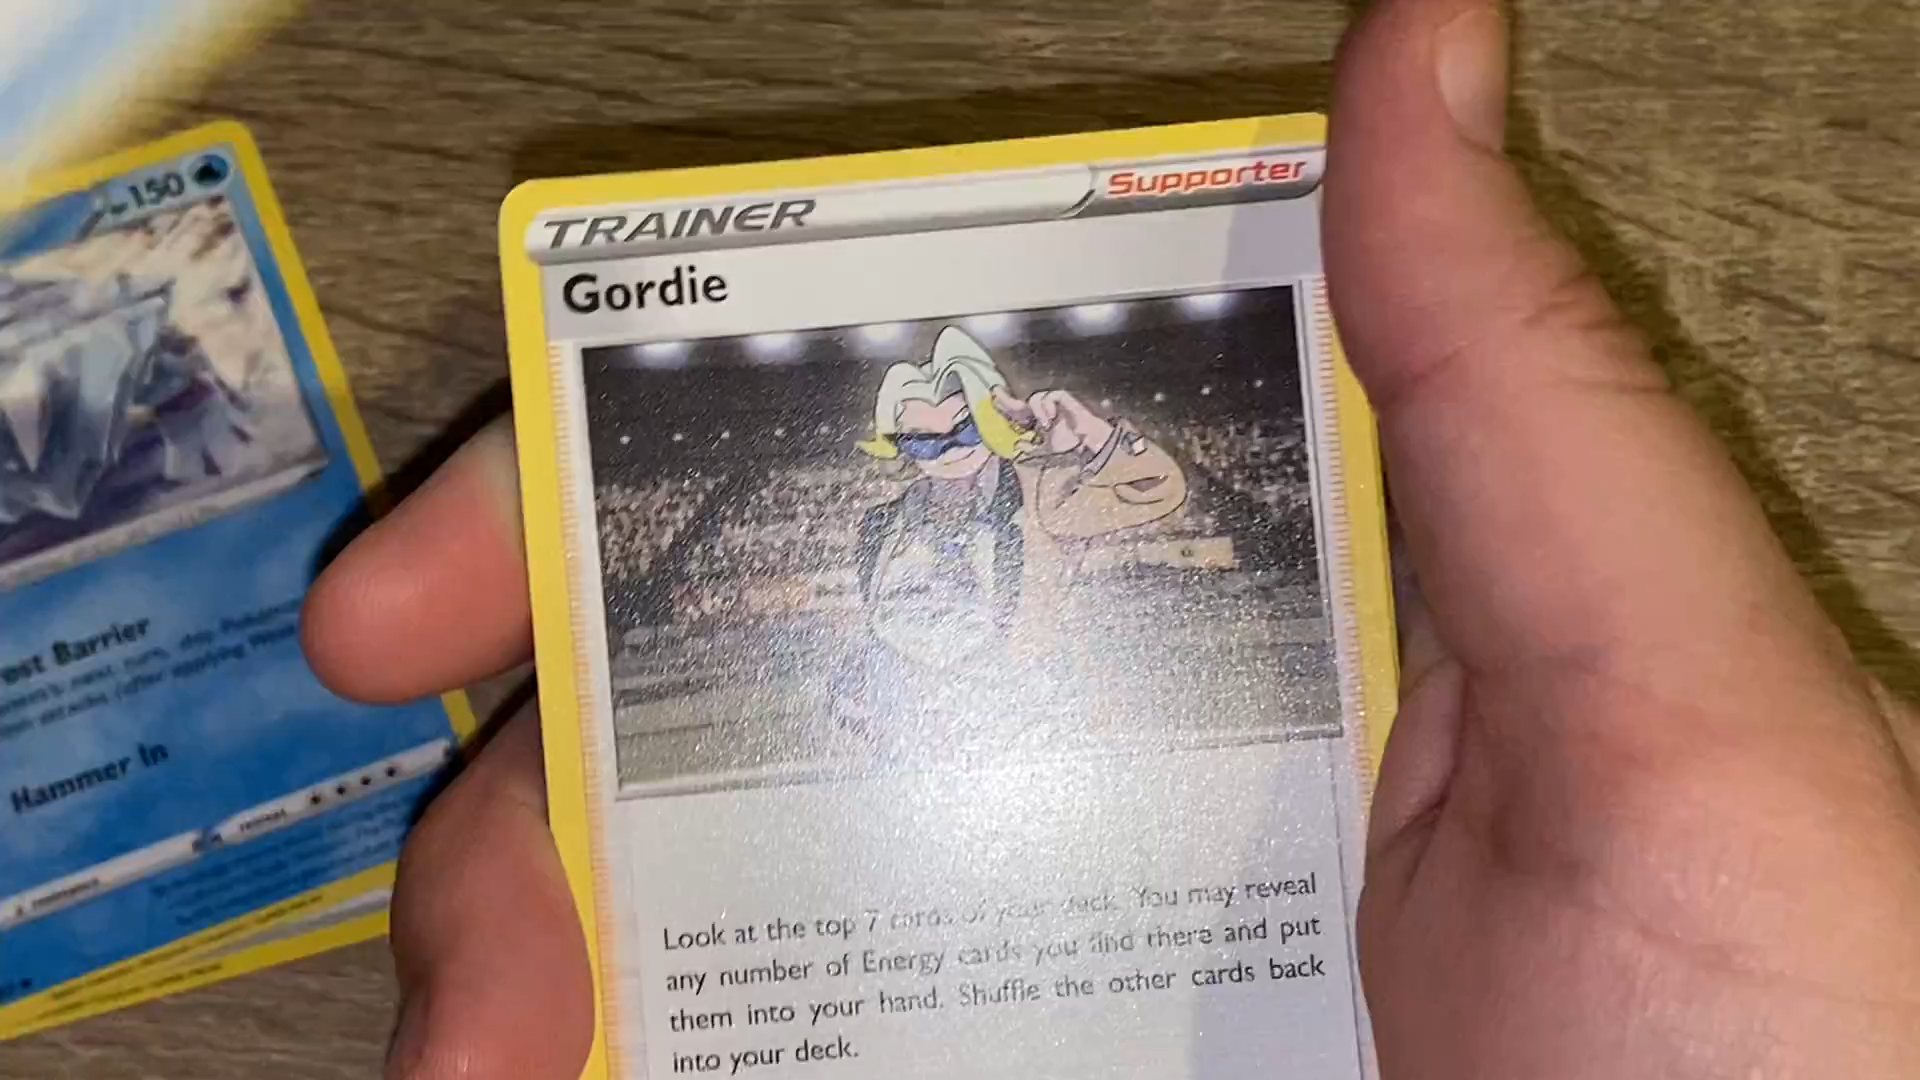 TRAINER
Supporter
Gordie
Look at the top 7 cards of your deck. You may reveal
any number of Energy cards you find there and put
them into your hand. Shuffle the other cards back
into your deck.
150
ost Barrier
Hammer In